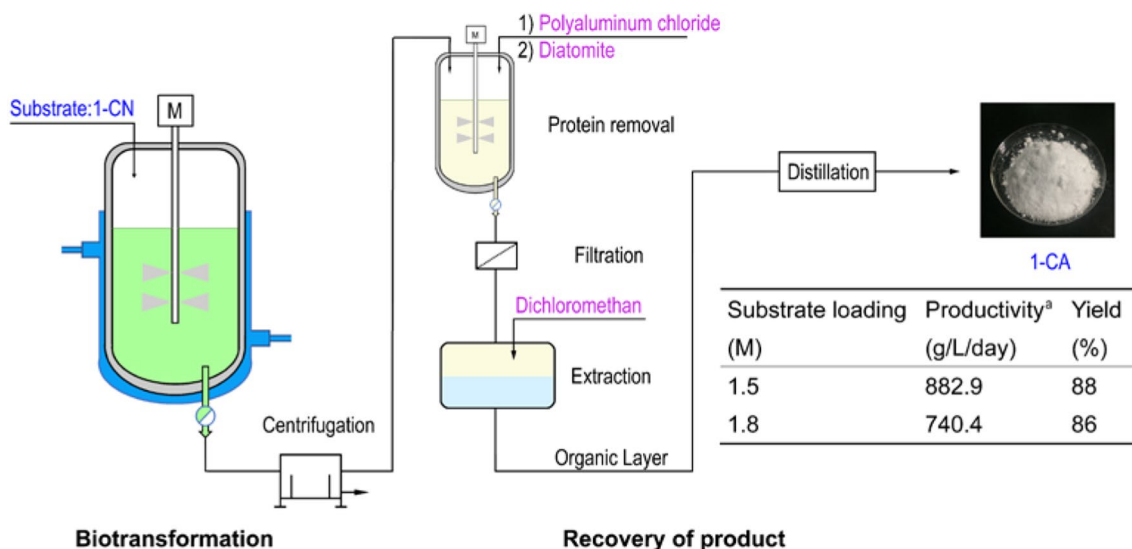 Substrate:1-CN
M
M
1) Polyaluminum chloride
2) Diatomite
Protein removal
Filtration
Dichloromethan
Extraction
Centrifugation
Organic Layer
Distillation
1-CA
Substrate loading Productivityᵃ Yield
(M) (g/L/day) (%)
1.5 882.9 88
1.8 740.4 86
Biotransformation
Recovery of product